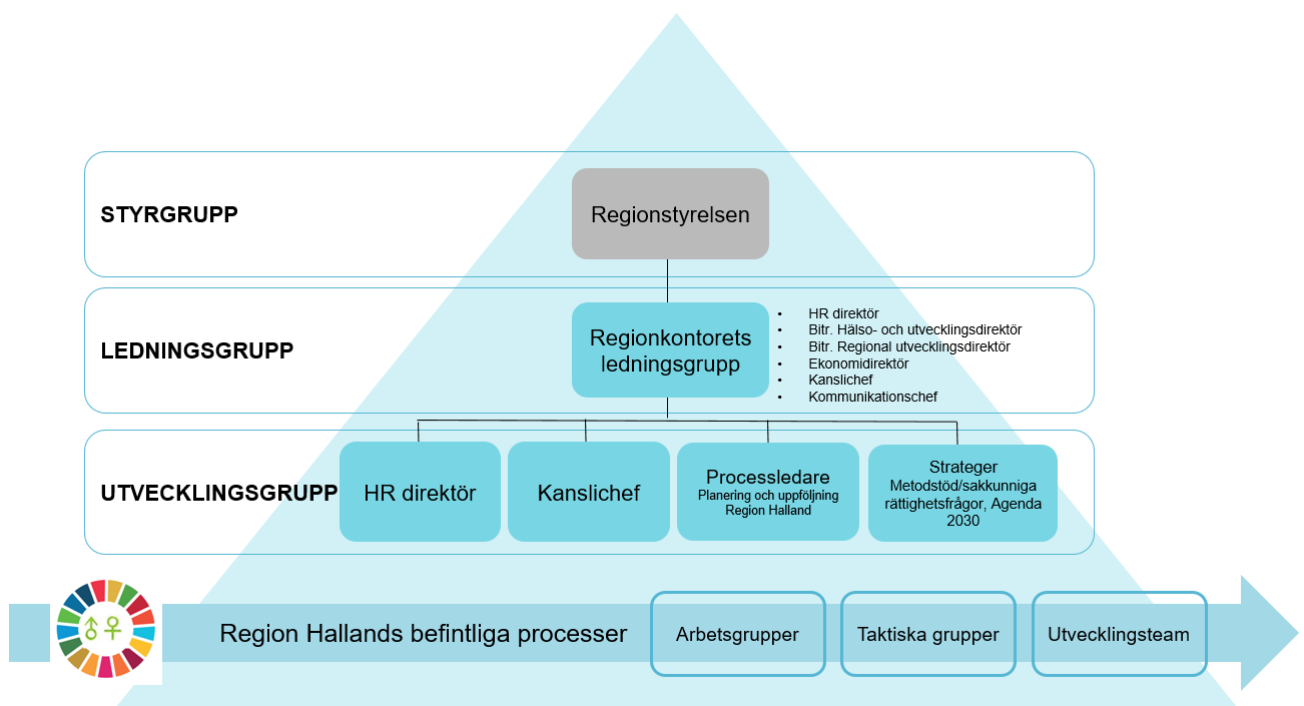 STYRGRUPP
Regionstyrelsen
LEDNINGSGRUPP
Regionkontorets
ledningsgrupp
• HR direktör
• Bitr. Hälso- och utvecklingsdirektör
• Bitr. Regional utvecklingsdirektör
• Ekonomidirektör
• Kanslichef
• Kommunikationschef
UTVECKLINGSGRUPP
HR direktör
Kanslichef
Processledare
Planering och uppföljning
Region Halland
Strateger
Metodstöd/sakkunniga
rättighetsfrågor, Agenda
2030
Region Hallands befintliga processer
Arbetsgrupper
Taktiska grupper
Utvecklingsteam